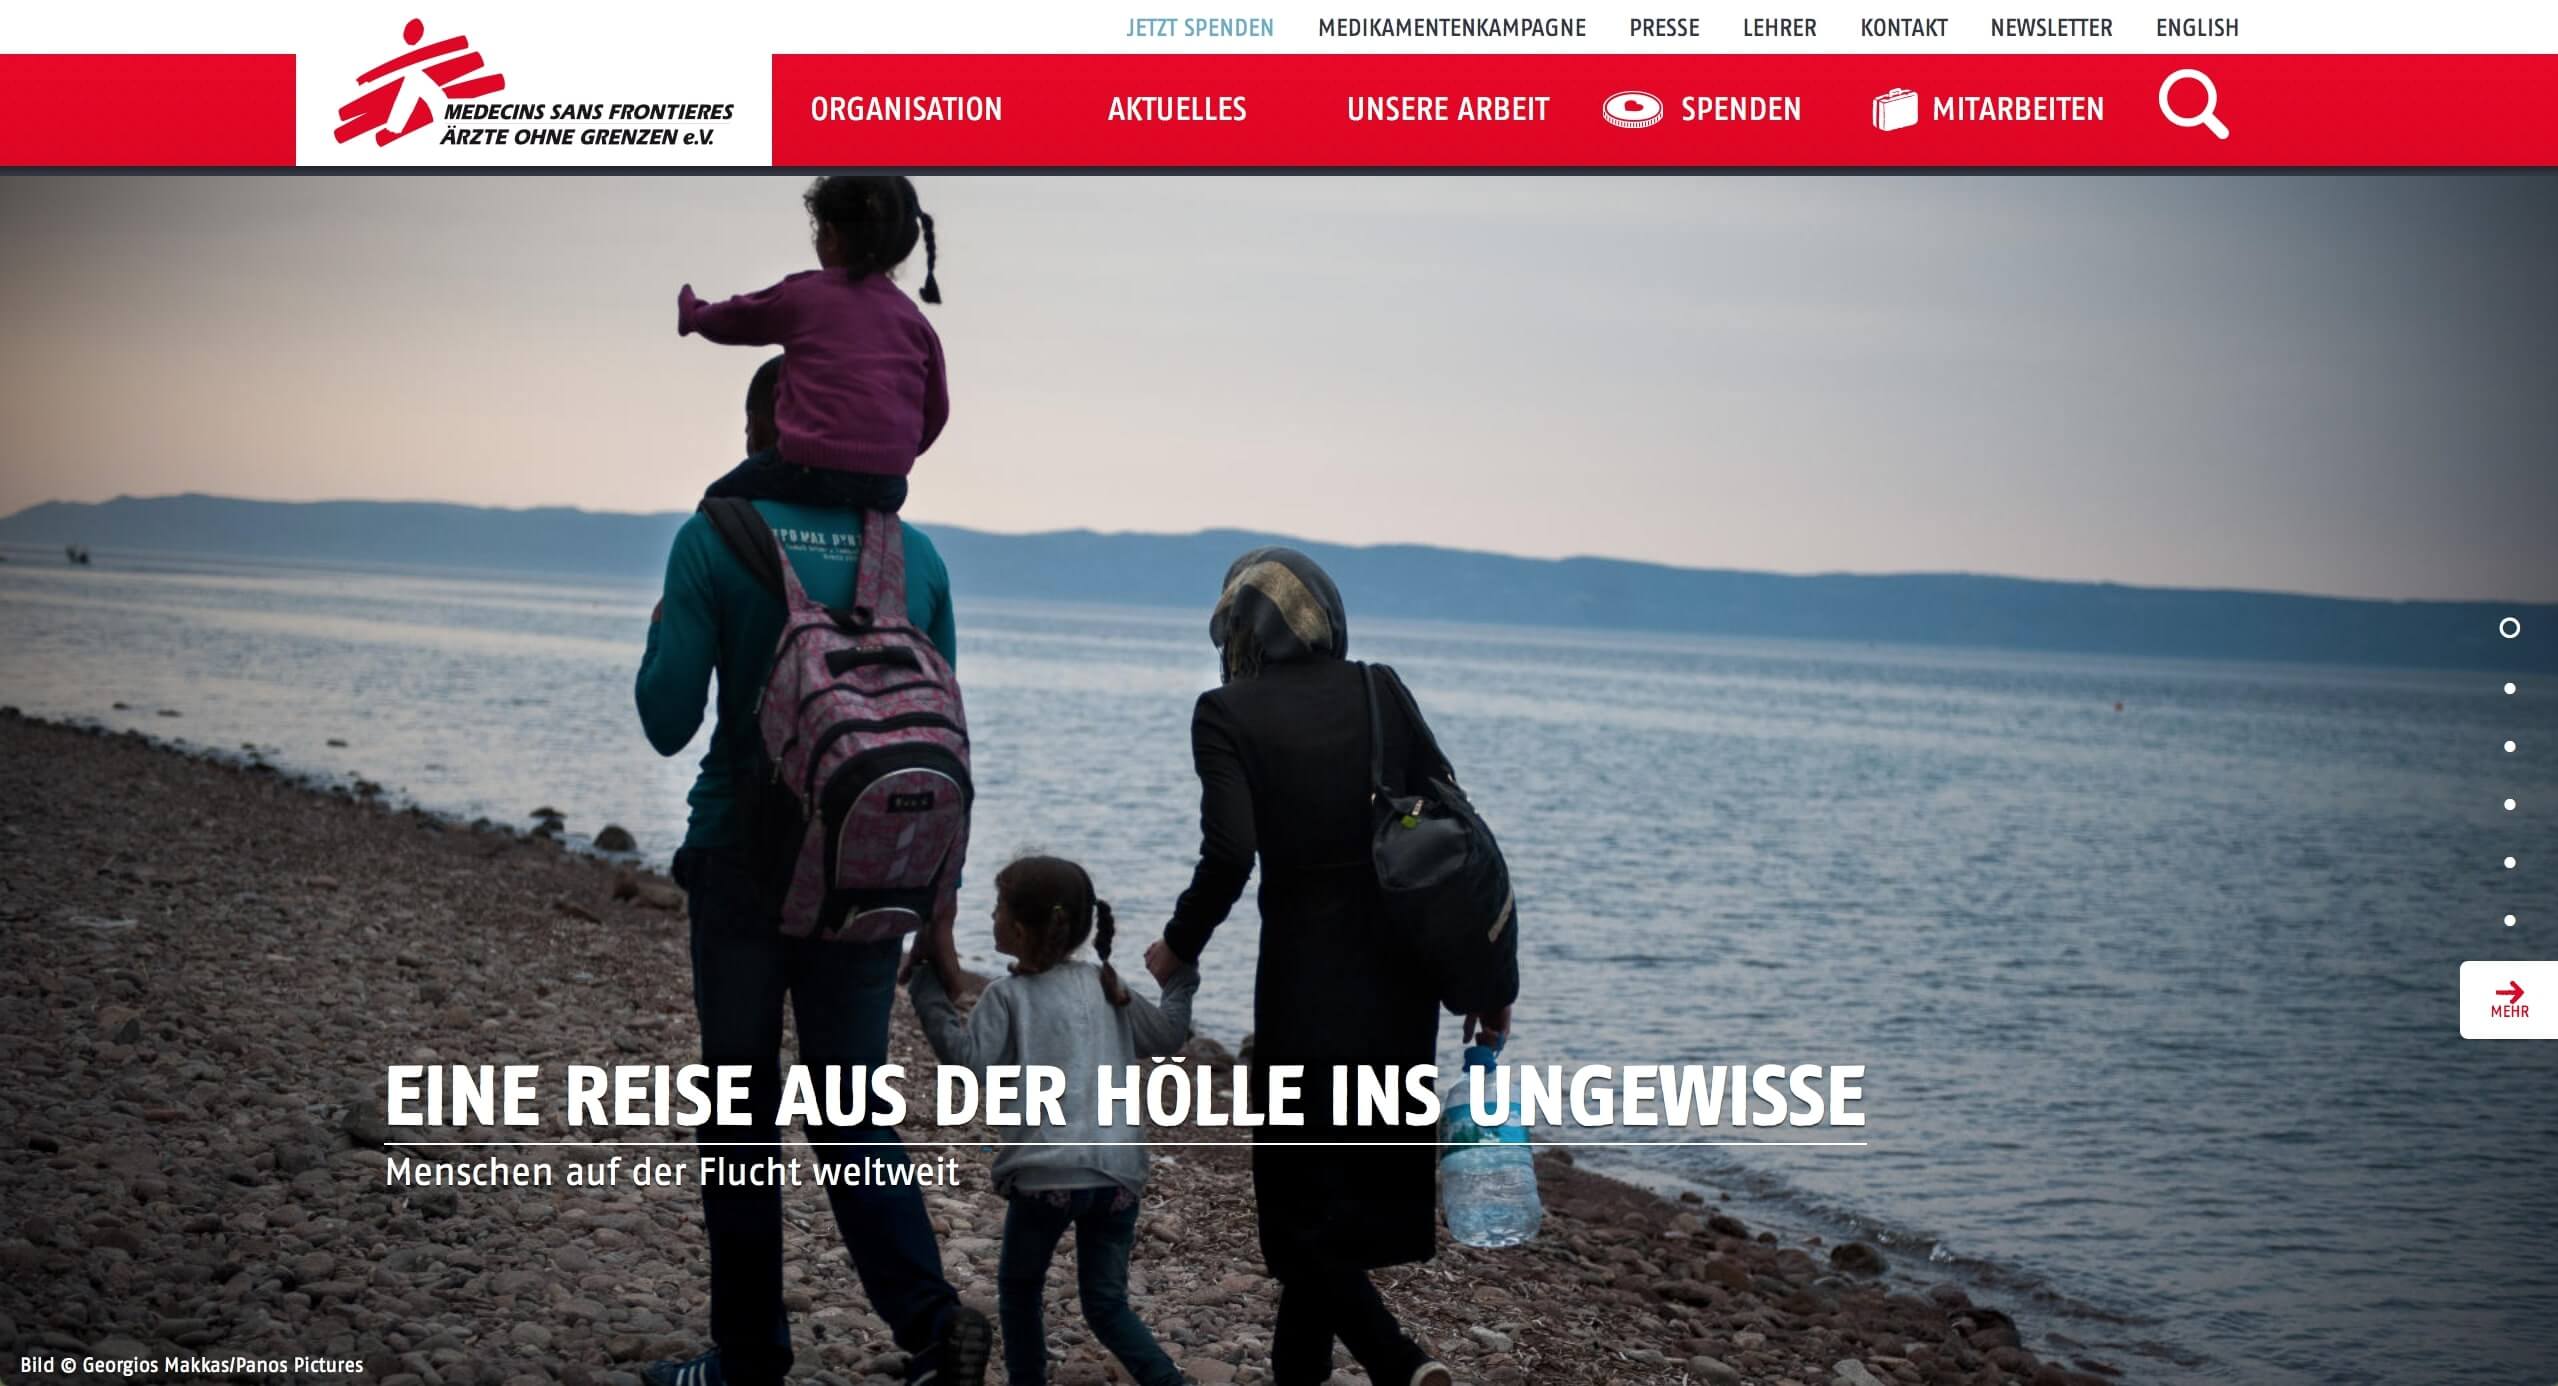 JETZT SPENDEN MEDIKAMENTENKAMPAGNE PRESSE LEHRER KONTAKT NEWSLETTER ENGLISH
MEDECINS SANS FRONTIERES
ÄRZTE OHNE GRENZEN e.V.
ORGANISATION AKTUELLES UNSERE ARBEIT SPENDEN MITARBEITEN
MEHR
EINE REISE AUS DER HÖLLE INS UNGEWISSE
Menschen auf der Flucht weltweit
Bild © Georgios Makkas/Panos Pictures